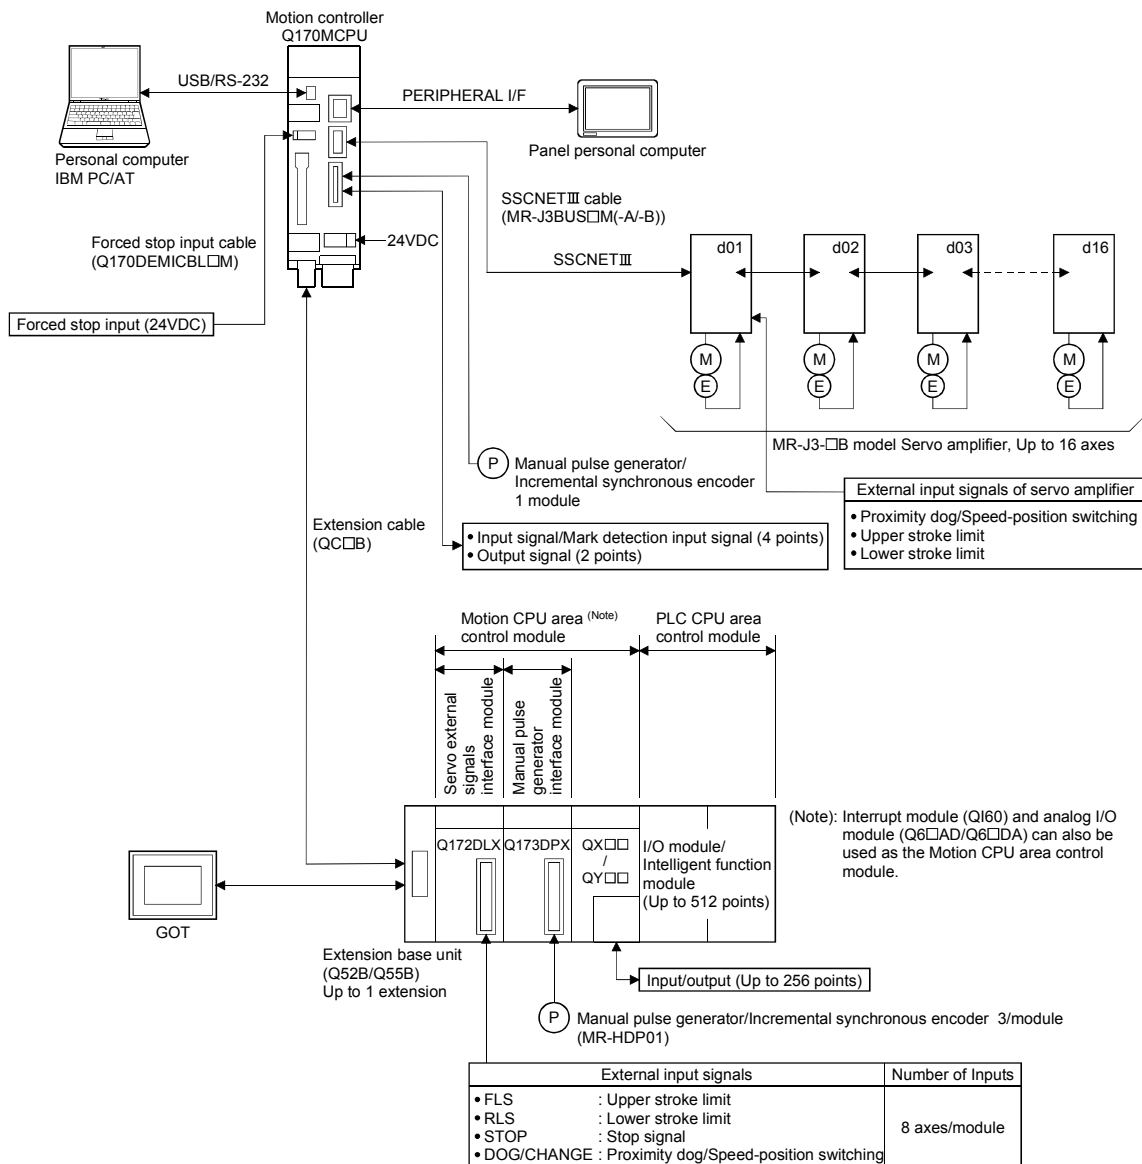 Motion controller
Q170MCPU
USB/RS-232
PERIPHERAL I/F
Personal computer
IBM PC/AT
Panel personal computer
SSCNETⅢ cable
(MR-J3BUS□M(-A/-B))
Forced stop input cable
(Q170DEMICBL□M)
24VDC
SSCNETⅢ
d01
d02
d03
d16
Forced stop input (24VDC)
M
E
M
E
M
E
M
E
MR-J3-□B model Servo amplifier, Up to 16 axes
P
Manual pulse generator/
Incremental synchronous encoder
1 module
External input signals of servo amplifier
• Proximity dog/Speed-position switching
• Upper stroke limit
• Lower stroke limit
Extension cable
(QC□B)
• Input signal/Mark detection input signal (4 points)
• Output signal (2 points)
Motion CPU area (Note)
control module
PLC CPU area
control module
Servo external
signals
interface module
Manual pulse
generator
interface module
(Note): Interrupt module (QI60) and analog I/O
module (Q6□AD/Q6□DA) can also be
used as the Motion CPU area control
module.
Q172DLX
Q173DPX
QX□□
/
QY□□
I/O module/
Intelligent function
module
(Up to 512 points)
GOT
Extension base unit
(Q52B/Q55B)
Up to 1 extension
Input/output (Up to 256 points)
P
Manual pulse generator/Incremental synchronous encoder 3/module
(MR-HDP01)
External input signals
Number of Inputs
• FLS : Upper stroke limit
• RLS : Lower stroke limit
• STOP : Stop signal
• DOG/CHANGE : Proximity dog/Speed-position switching
8 axes/module